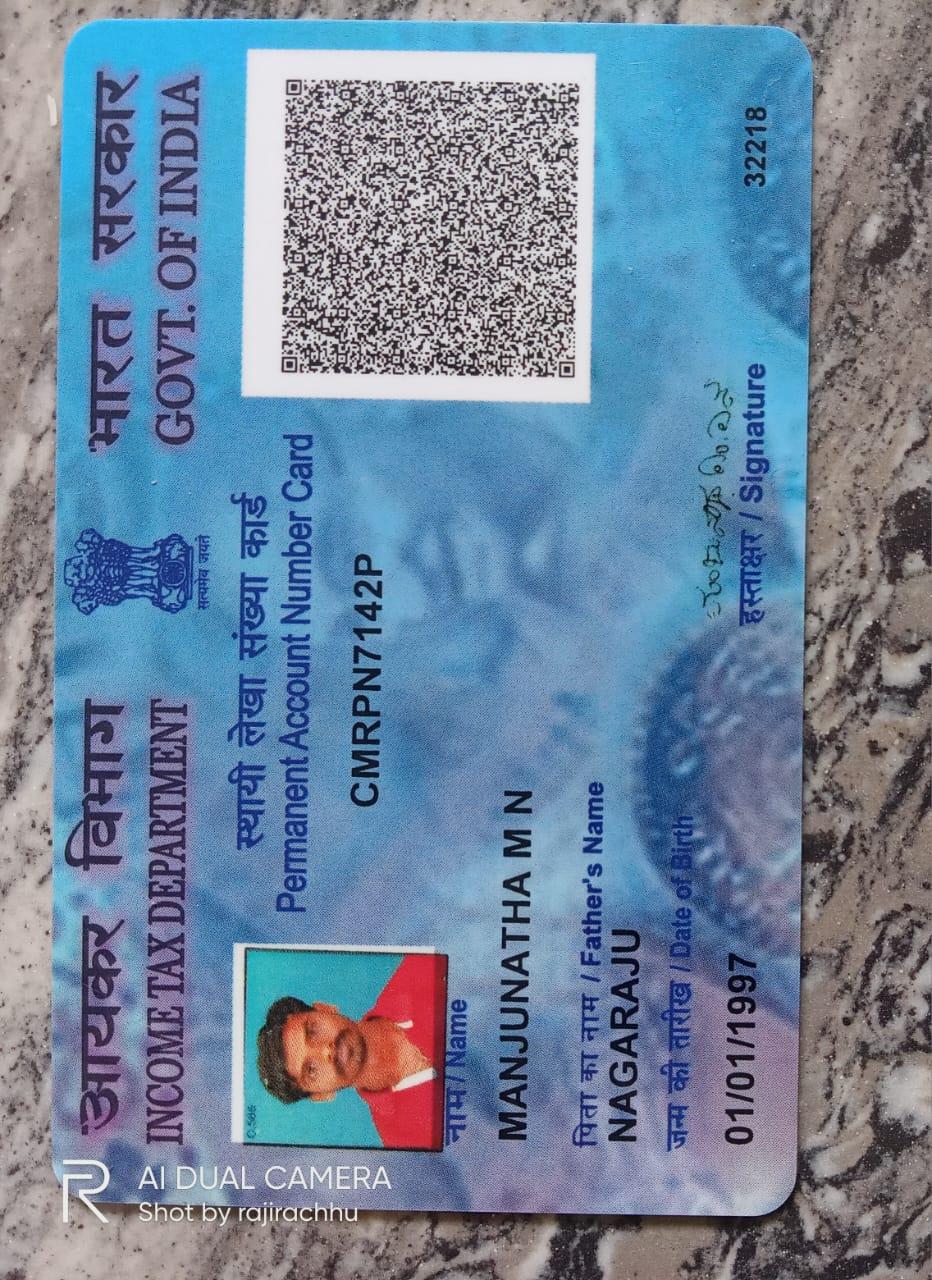 आयकर विभाग
INCOME TAX DEPARTMENT
सत्यमेव जयते
भारत सरकार
GOVT. OF INDIA
स्थायी लेखा संख्या कार्ड
Permanent Account Number Card
CMRPN7142P
नाम / Name
MANJUNATHA M N
पिता का नाम / Father's Name
NAGARAJU
जन्म की तारीख / Date of Birth
01/01/1997
ಮಂಜುನಾಥ ಎಂ.ಎನ್
हस्ताक्षर / Signature
32218
AI DUAL CAMERA
Shot by rajirachhu